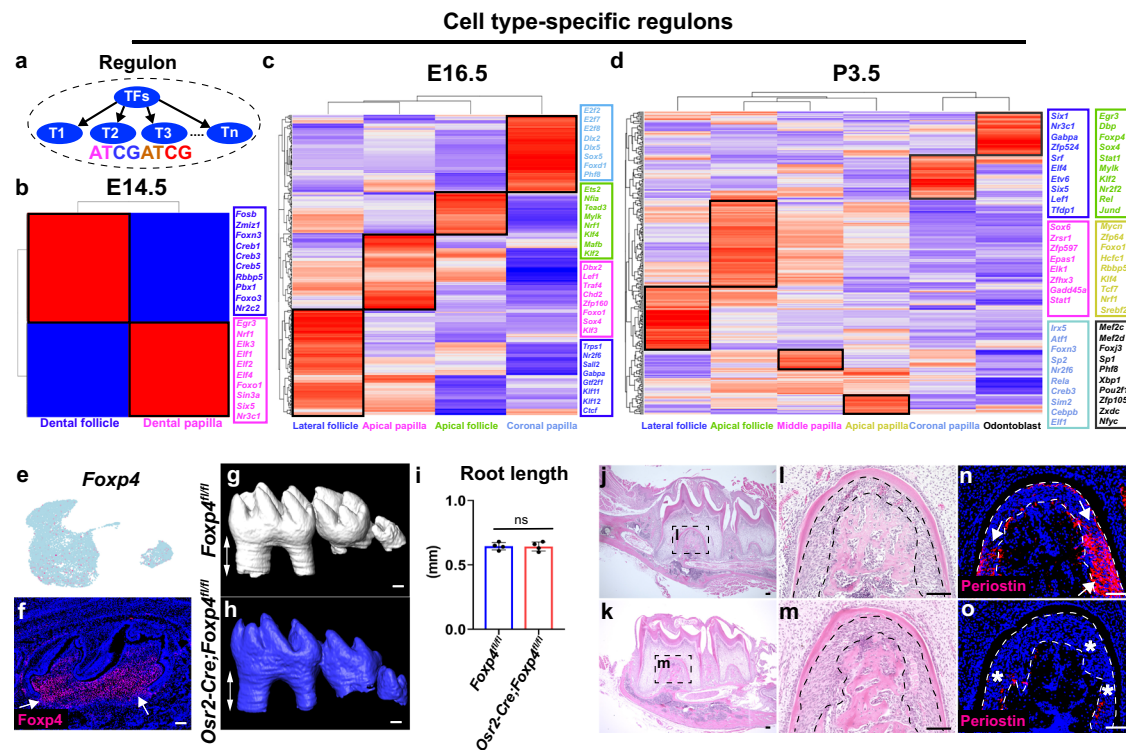 Cell type-specific regulons
a
Regulon
TFs
T1 T2 T3 .... Tn
ATCGATCG
b
E14.5
Fosb
Zmiz1
Foxn3
Creb1
Creb3
Creb5
Rbbp5
Pbx1
Foxo3
Nr2c2
Egr3
Nrf1
Elk3
Elf1
Elf2
Elf4
Foxo1
Sin3a
Six5
Nr3c1
Dental follicle Dental papilla
c
E16.5
E2f2
E2f7
E2f8
Dlx2
Dlx5
Sox5
Foxd1
Phf8
Ets2
Nfia
Tead3
Mylk
Nrf1
Klf4
Mafb
Klf2
Dbx2
Lef1
Traf4
Chd2
Zfp160
Foxo1
Sox4
Klf3
Trps1
Nr2f6
Sall2
Gabpa
Gtf2f1
Klf11
Klf12
Ctcf
Lateral follicle Apical papilla Apical follicle Coronal papilla
d
P3.5
Six1
Nr3c1
Gabpa
Zfp524
Srf
Elf4
Etv6
Six5
Lef1
Tfdp1
Egr3
Dbp
Foxp4
Sox4
Stat1
Mylk
Klf2
Nr2f2
Rel
Jund
Sox6
Zrsr1
Zfp597
Epas1
Elk1
Zfhx3
Gadd45a
Stat1
Mycn
Zfp64
Foxo1
Hcfc1
Rbbp5
Klf4
Tcf7
Nrf1
Srebf2
Irx5
Atf1
Foxn3
Sp2
Nr2f6
Rela
Creb3
Sim2
Cebpb
Elf1
Mef2c
Mef2d
Foxj3
Sp1
Phf8
Xbp1
Pou2f1
Zfp105
Zxdc
Nfyc
Lateral follicle Apical follicle Middle papilla Apical papilla Coronal papilla Odontoblast
e
Foxp4
f
Foxp4
g
Foxp4fl/fl
h
Osr2-Cre;Foxp4fl/fl
i
Root length
ns
1.0
0.5
0.0
(mm)
Foxp4fl/fl
Osr2-Cre;Foxp4fl/fl
j
l
k
m
l
m
n
Periostin
o
* * *
Periostin